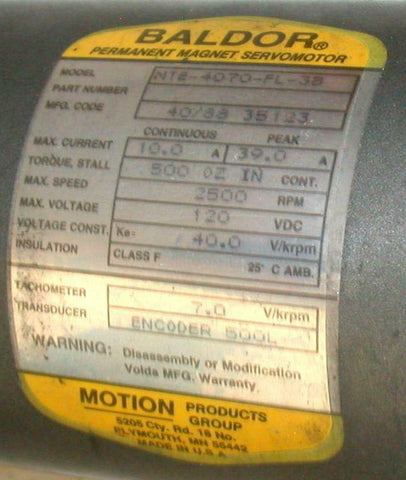 BALDOR®
PERMANENT MAGNET SERVOMOTOR
MODEL NTE-4070-FL-3B
PART NUMBER
MFG. CODE 40/88 35123
CONTINUOUS PEAK
MAX. CURRENT 10.0 A 39.0 A
TORQUE, STALL 500 OZ IN CONT.
MAX. SPEED 2500 RPM
MAX. VOLTAGE 120 VDC
VOLTAGE CONST. Ke= 40.0 V/krpm
INSULATION CLASS F 25° C AMB.
TACHOMETER 7.0 V/krpm
TRANSDUCER ENCODER 500L
WARNING: Disassembly or Modification
Voids MFG. Warranty.
MOTION PRODUCTS
GROUP
5205 Cty. Rd. 18 No.
PLYMOUTH, MN 55442
MADE IN U.S.A